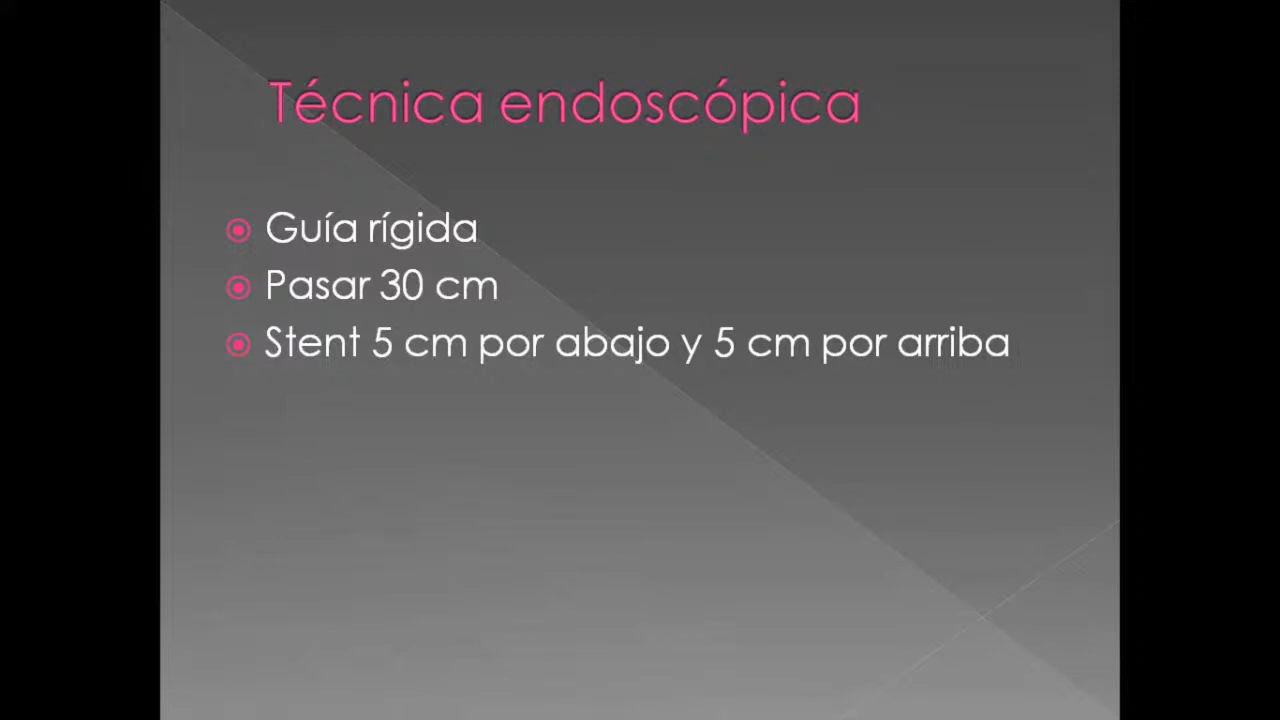 Técnica endoscópica
Guía rígida
Pasar 30 cm
Stent 5 cm por abajo y 5 cm por arriba